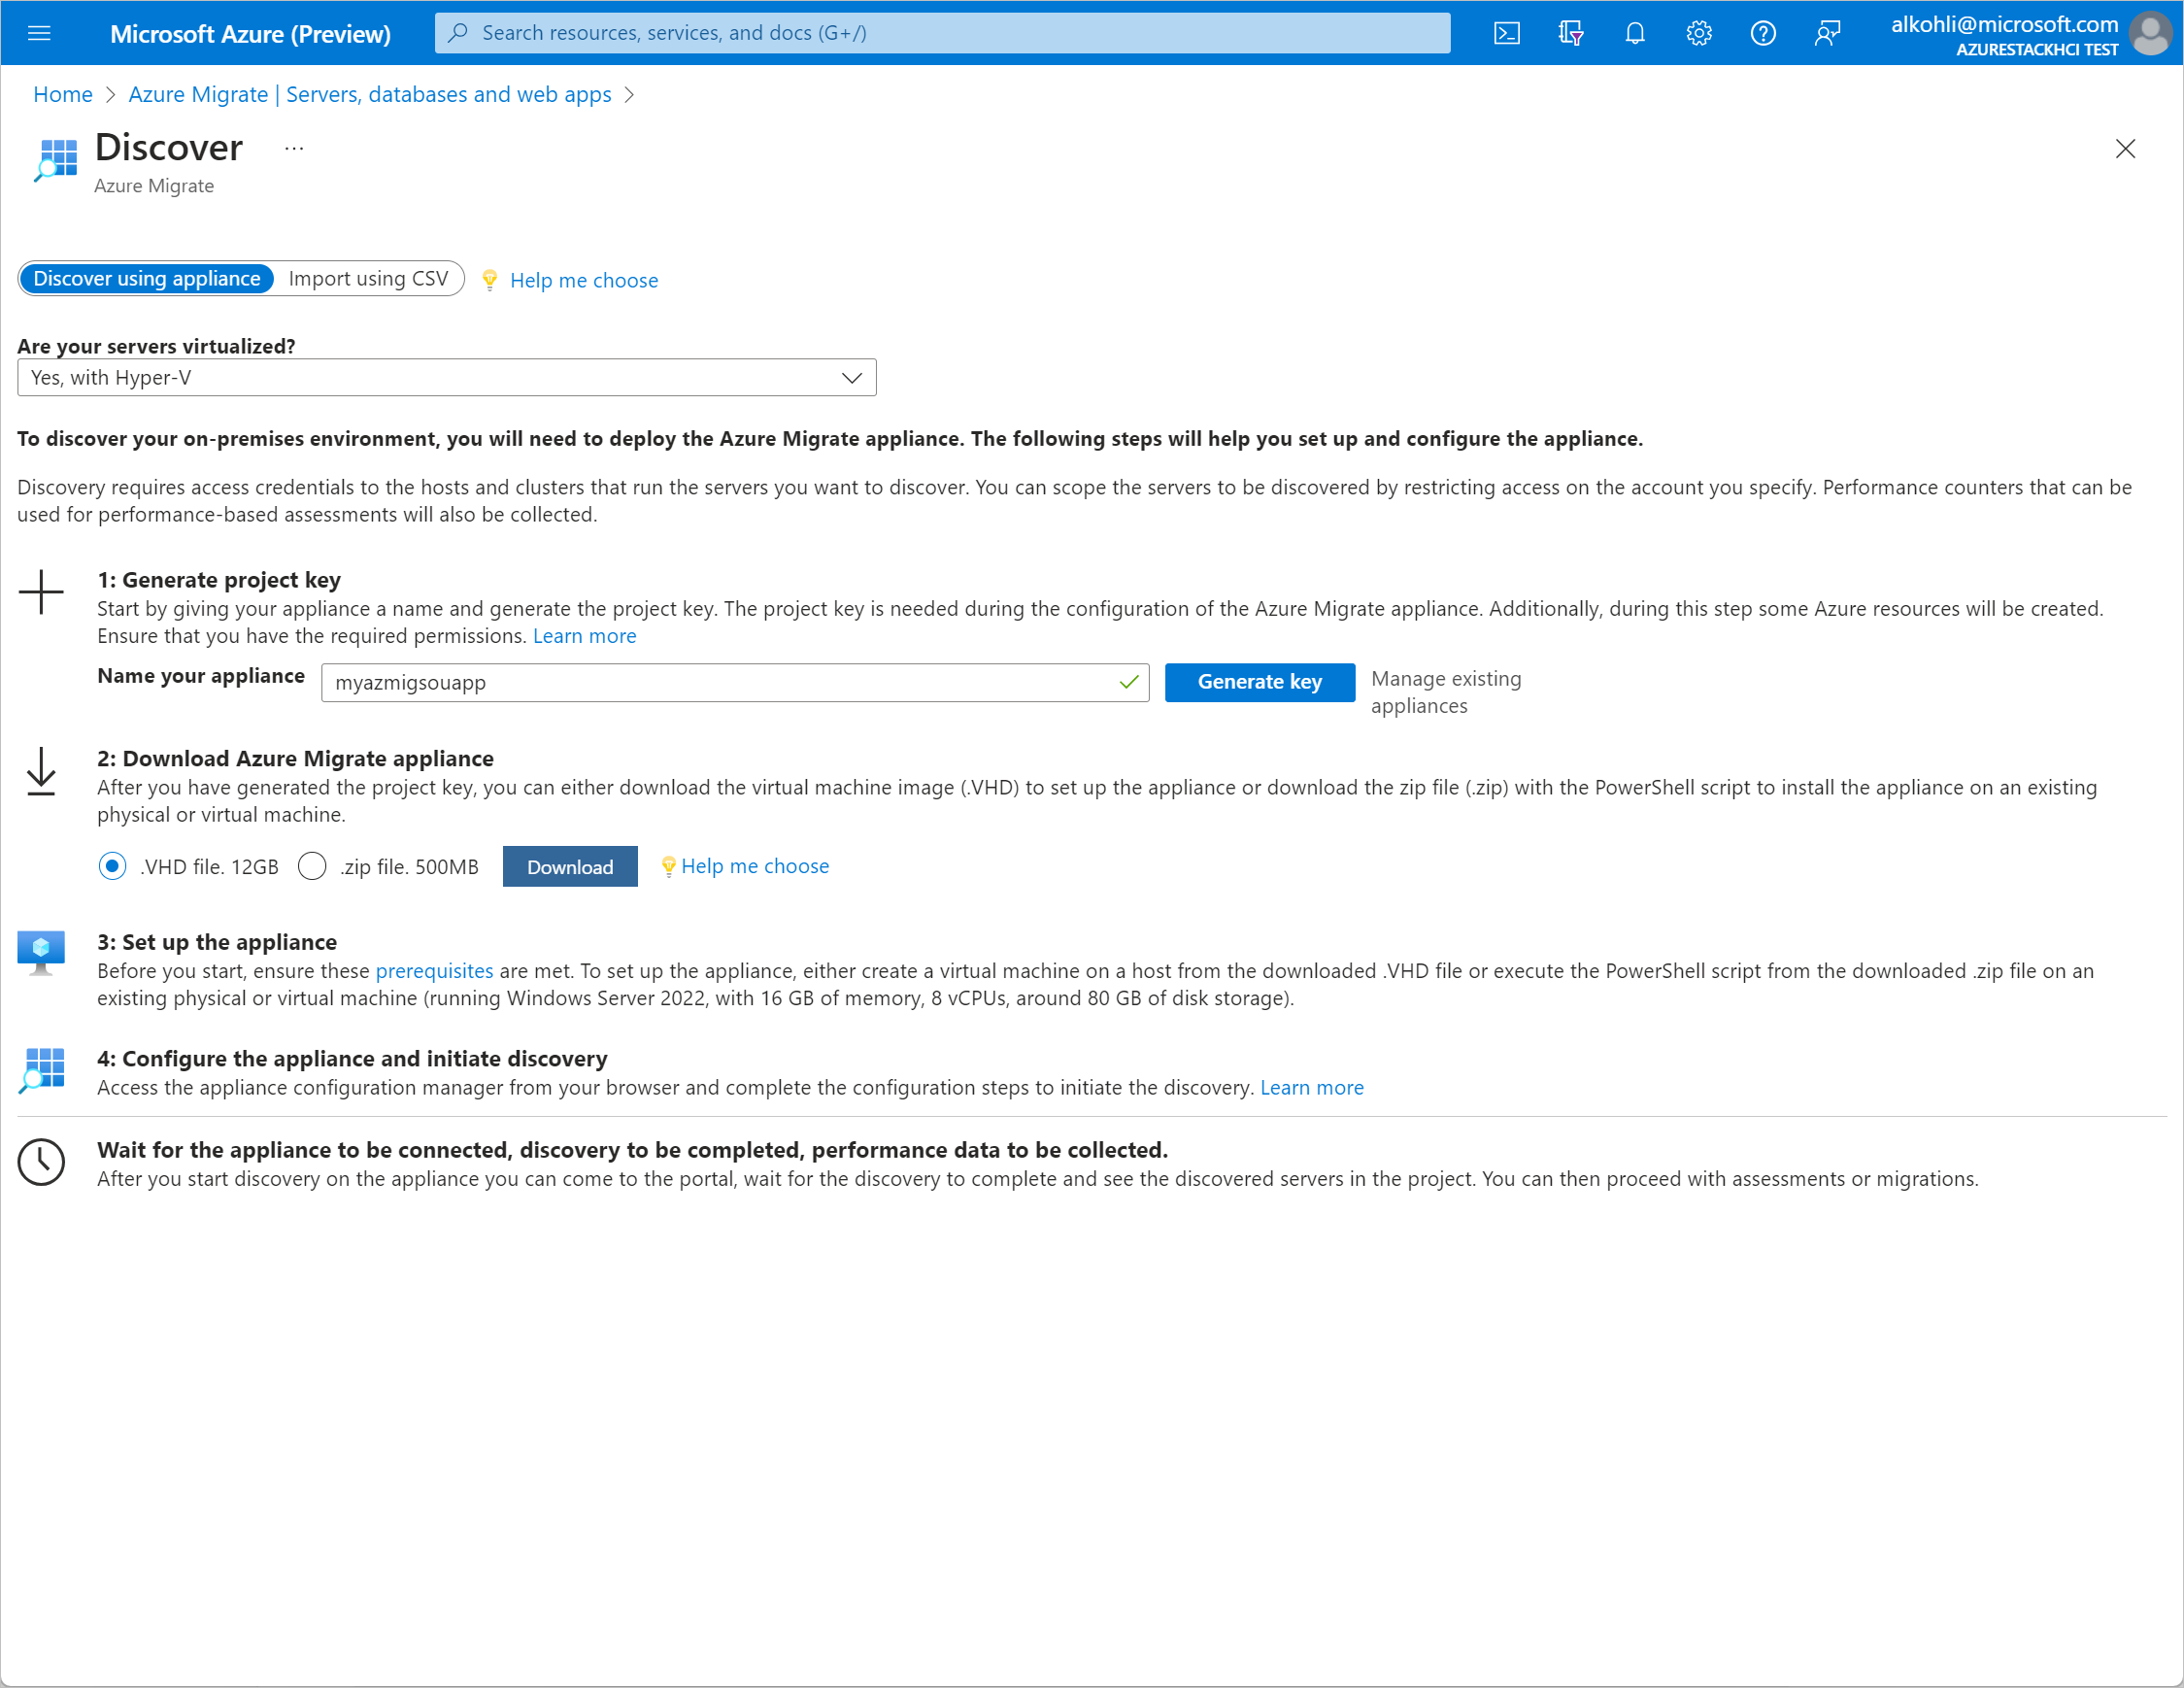 Microsoft Azure (Preview)
Search resources, services, and docs (G+/)
alkohli@microsoft.com
AZURESTACKHCI TEST
Home > Azure Migrate | Servers, databases and web apps >
Discover ...
Azure Migrate
Discover using appliance Import using CSV Help me choose
Are your servers virtualized?
Yes, with Hyper-V
To discover your on-premises environment, you will need to deploy the Azure Migrate appliance. The following steps will help you set up and configure the appliance.
Discovery requires access credentials to the hosts and clusters that run the servers you want to discover. You can scope the servers to be discovered by restricting access on the account you specify. Performance counters that can be
used for performance-based assessments will also be collected.
1: Generate project key
Start by giving your appliance a name and generate the project key. The project key is needed during the configuration of the Azure Migrate appliance. Additionally, during this step some Azure resources will be created.
Ensure that you have the required permissions. Learn more
Name your appliance myazmigsouapp Generate key Manage existing
appliances
2: Download Azure Migrate appliance
After you have generated the project key, you can either download the virtual machine image (.VHD) to set up the appliance or download the zip file (.zip) with the PowerShell script to install the appliance on an existing
physical or virtual machine.
.VHD file. 12GB .zip file. 500MB Download Help me choose
3: Set up the appliance
Before you start, ensure these prerequisites are met. To set up the appliance, either create a virtual machine on a host from the downloaded .VHD file or execute the PowerShell script from the downloaded .zip file on an
existing physical or virtual machine (running Windows Server 2022, with 16 GB of memory, 8 vCPUs, around 80 GB of disk storage).
4: Configure the appliance and initiate discovery
Access the appliance configuration manager from your browser and complete the configuration steps to initiate the discovery. Learn more
Wait for the appliance to be connected, discovery to be completed, performance data to be collected.
After you start discovery on the appliance you can come to the portal, wait for the discovery to complete and see the discovered servers in the project. You can then proceed with assessments or migrations.